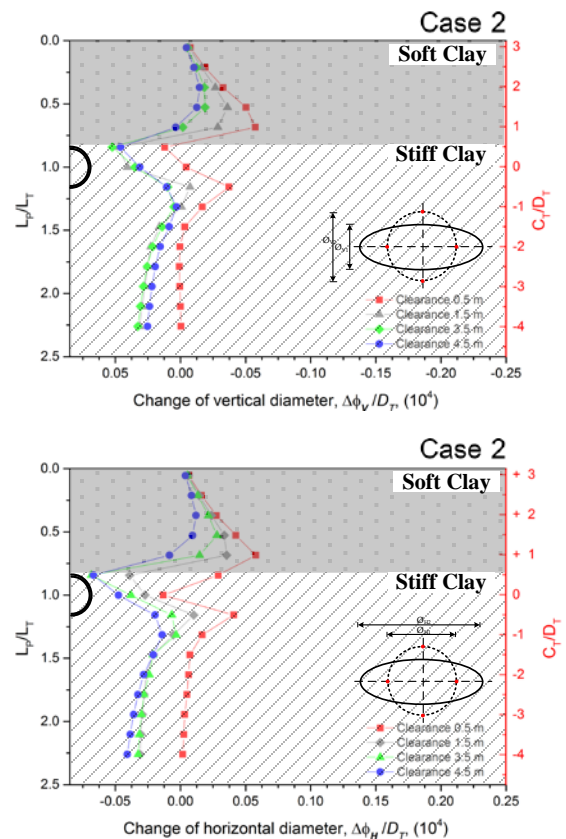 Case 2
Soft Clay
Stiff Clay
0.0
0.5
1.0
1.5
2.0
2.5
L_P/L_T
3
2
1
0
-1
-2
-3
-4
C_T/D_T
Clearance 0.5 m
Clearance 1.5 m
Clearance 3.5 m
Clearance 4.5 m
0.05 0.00 -0.05 -0.10 -0.15 -0.20 -0.25
Change of vertical diameter, Δϕ_V/D_T, (10⁴)
Case 2
Soft Clay
Stiff Clay
0.0
0.5
1.0
1.5
2.0
2.5
L_P/L_T
+ 3
+ 2
+ 1
0
-1
-2
-3
-4
C_T/D_T
Clearance 0.5 m
Clearance 1.5 m
Clearance 3.5 m
Clearance 4.5 m
-0.05 0.00 0.05 0.10 0.15 0.20 0.25
Change of horizontal diameter, Δϕ_H/D_T, (10⁴)